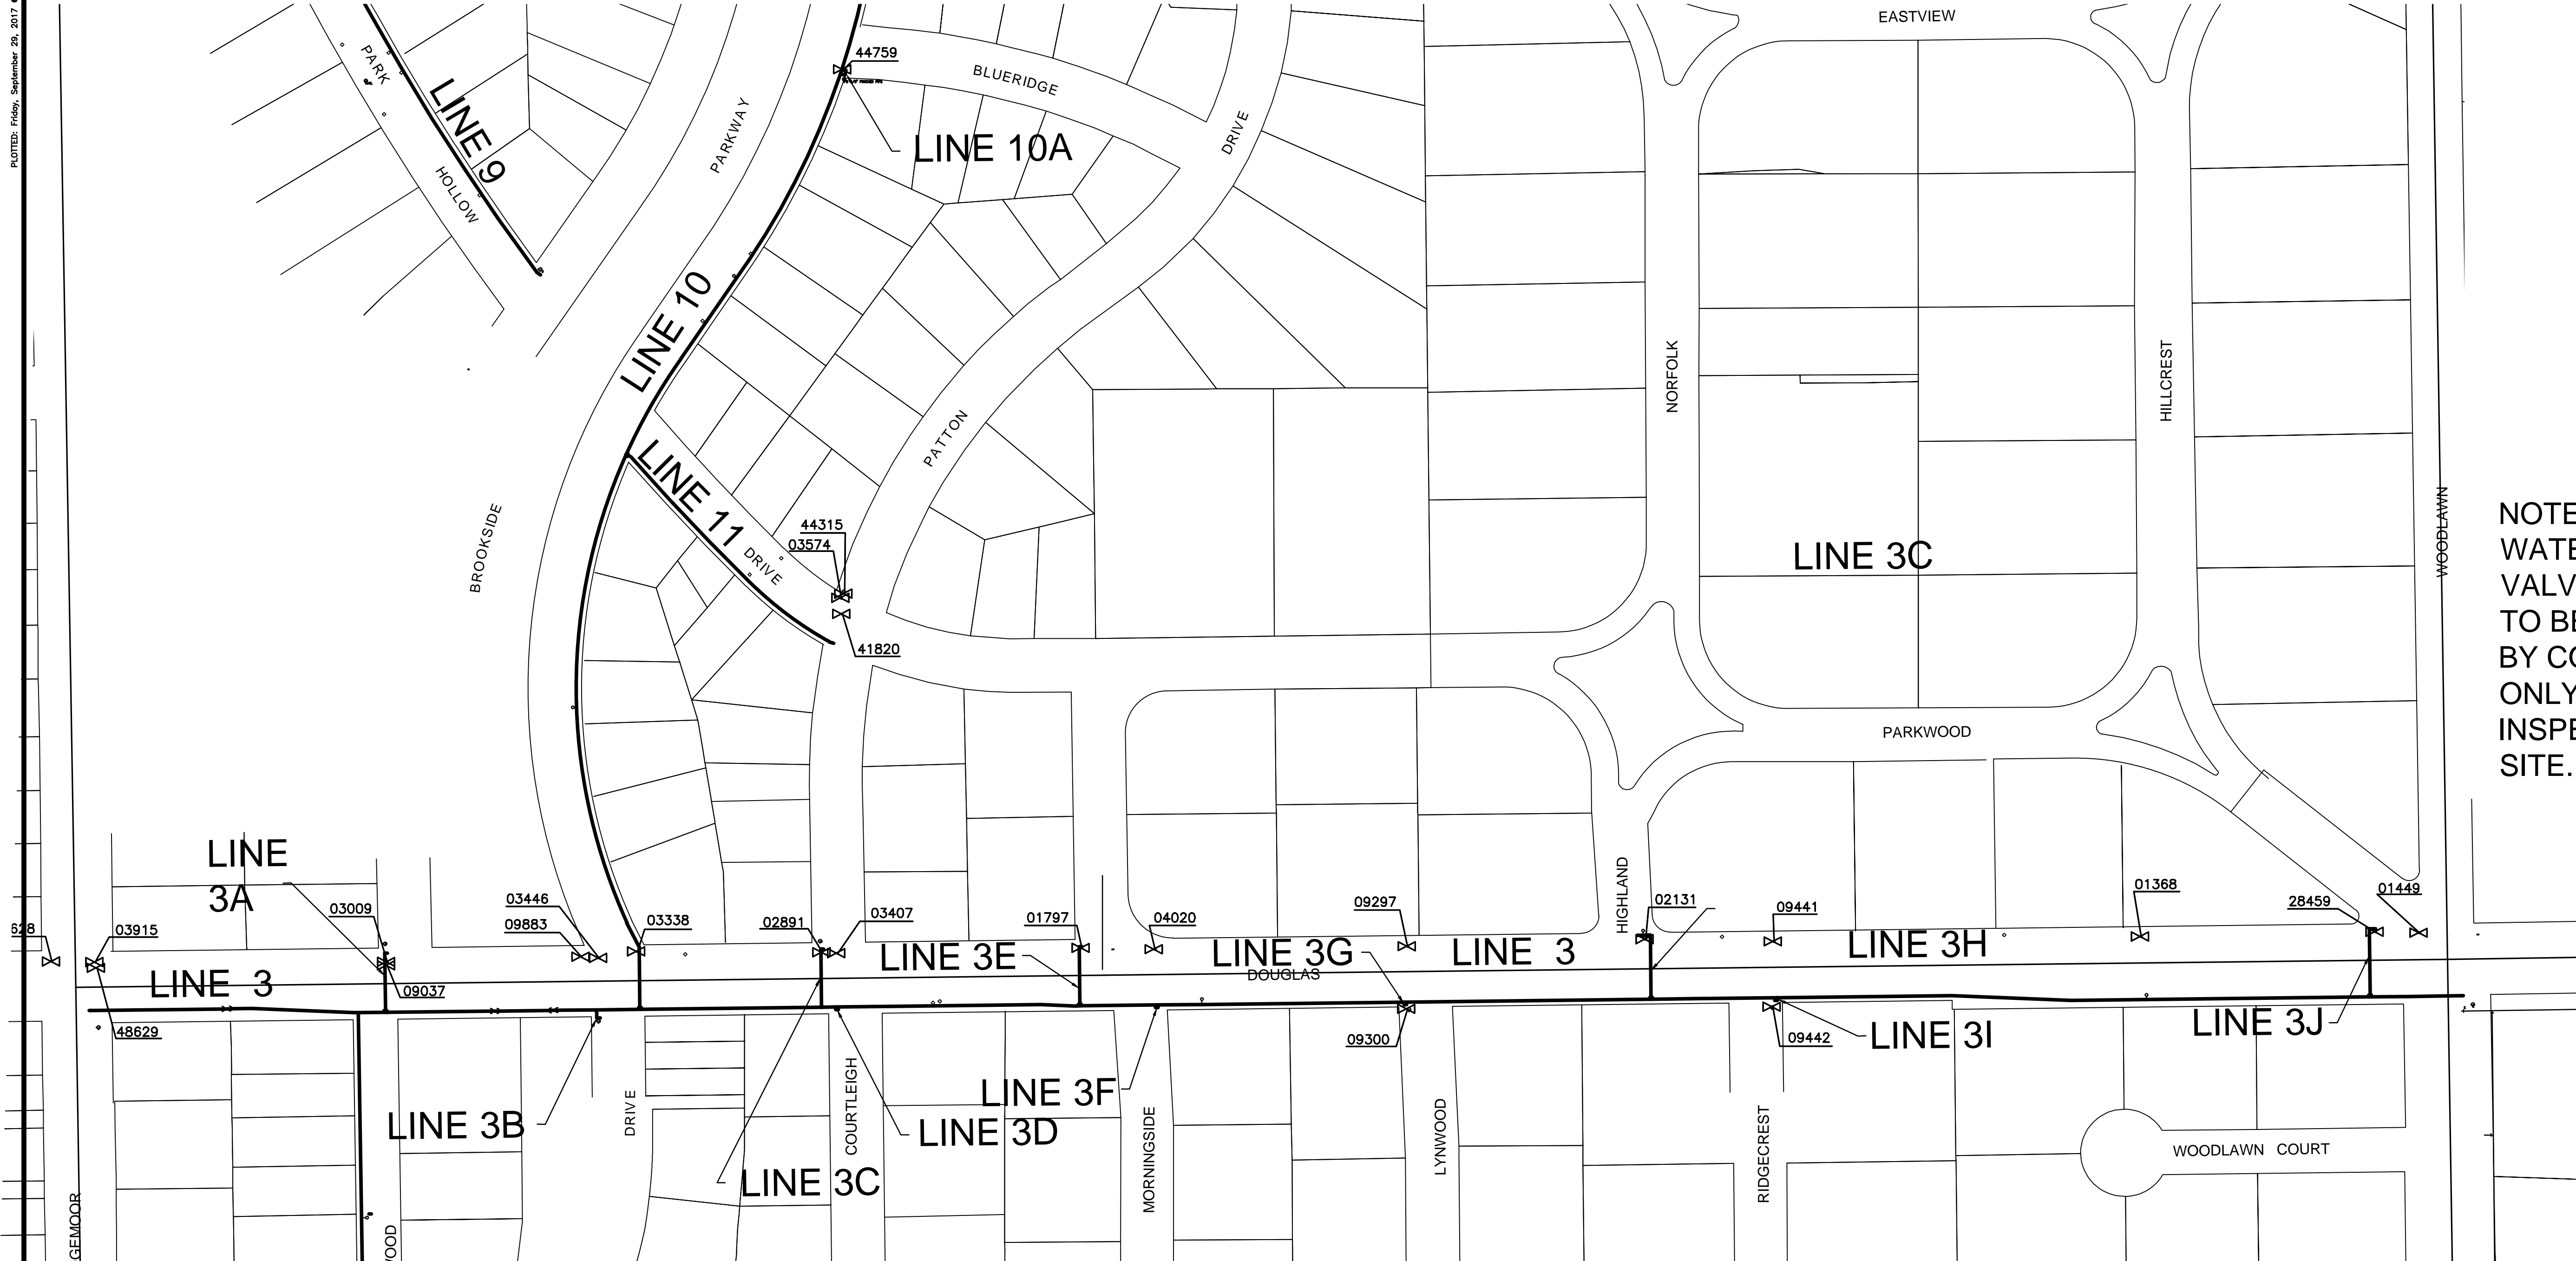 PLOTTED: Friday, September 29, 2017
EASTVIEW
PARK
44759
BLUERIDGE
LINE 9
PARKWAY
DRIVE
LINE 10A
HOLLOW
LINE 10
NORFOLK
HILLCREST
PATTON
LINE 11
BROOKSIDE
DRIVE
44315
03574
41820
LINE 3C
WOODLAWN
NOTE
WATE
VALV
TO BE
BY CO
ONLY
INSPE
SITE.
PARKWOOD
LINE
3A
03009
03446
09883
03338
02891
03407
01797
04020
09297
HIGHLAND
02131
09441
01368
28459
01449
628
03915
LINE 3
09037
48629
LINE 3E
LINE 3G
DOUGLAS
LINE 3
LINE 3H
09300
09442
LINE 3I
LINE 3J
LINE 3B
DRIVE
COURTLEIGH
LINE 3F
LINE 3D
LINE 3C
MORNINGSIDE
LYNWOOD
RIDGECREST
WOODLAWN COURT
GEMOOR
OOD